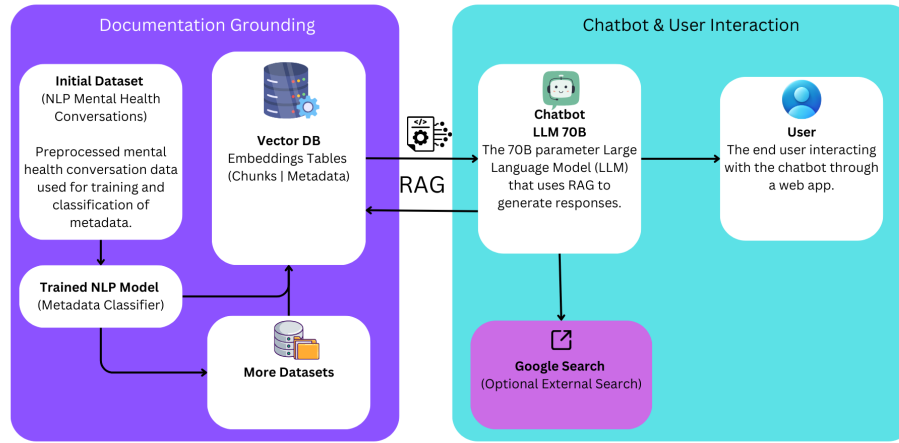 Documentation Grounding
Initial Dataset
(NLP Mental Health
Conversations)
Preprocessed mental
health conversation data
used for training and
classification of
metadata.
Trained NLP Model
(Metadata Classifier)
Vector DB
Embeddings Tables
(Chunks | Metadata)
More Datasets
</>
RAG
Chatbot & User Interaction
Chatbot
LLM 70B
The 70B parameter Large
Language Model (LLM)
that uses RAG to
generate responses.
User
The end user interacting
with the chatbot through
a web app.
Google Search
(Optional External Search)